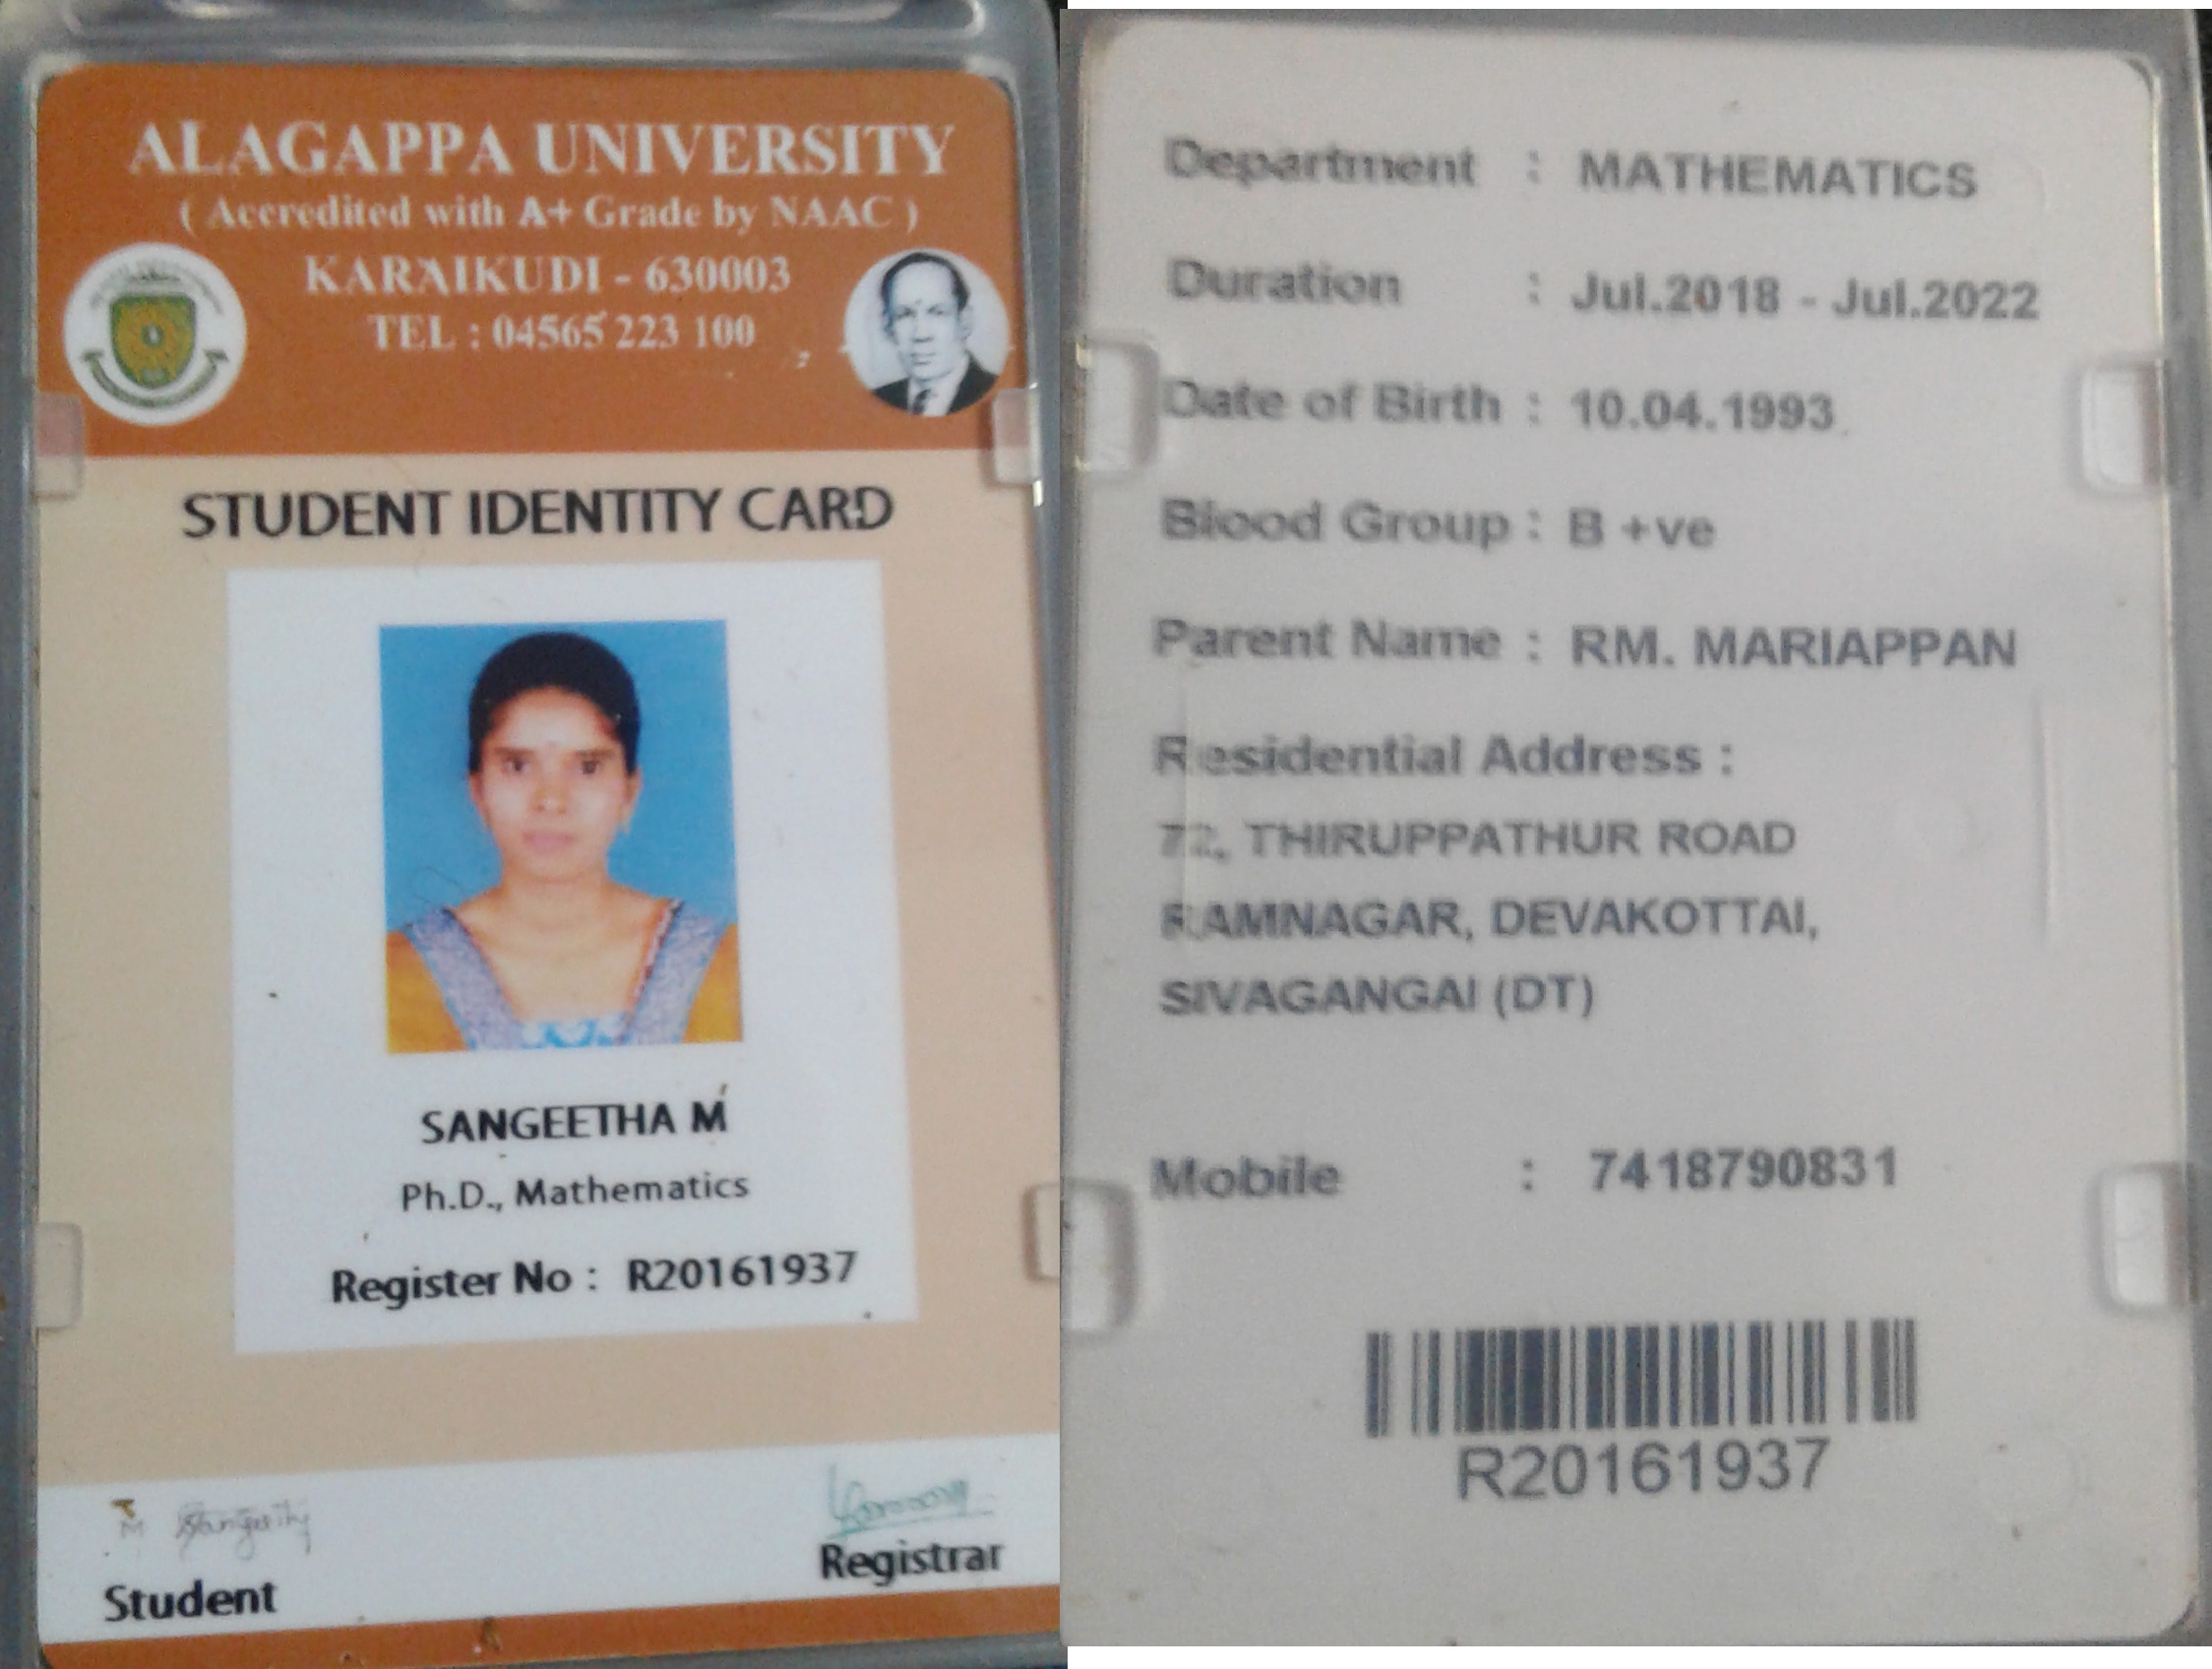 ALAGAPPA UNIVERSITY
( Accredited with A+ Grade by NAAC )
KARAIKUDI - 630003
TEL : 04565 223 100
STUDENT IDENTITY CARD
SANGEETHA M
Ph.D., Mathematics
Register No : R20161937
Registrar
Student
Department : MATHEMATICS
Duration : Jul.2018 - Jul.2022
Date of Birth : 10.04.1993
Blood Group : B +ve
Parent Name : RM. MARIAPPAN
Residential Address :
72, THIRUPPATHUR ROAD
RAMNAGAR, DEVAKOTTAI,
SIVAGANGAI (DT)
Mobile : 7418790831
R20161937